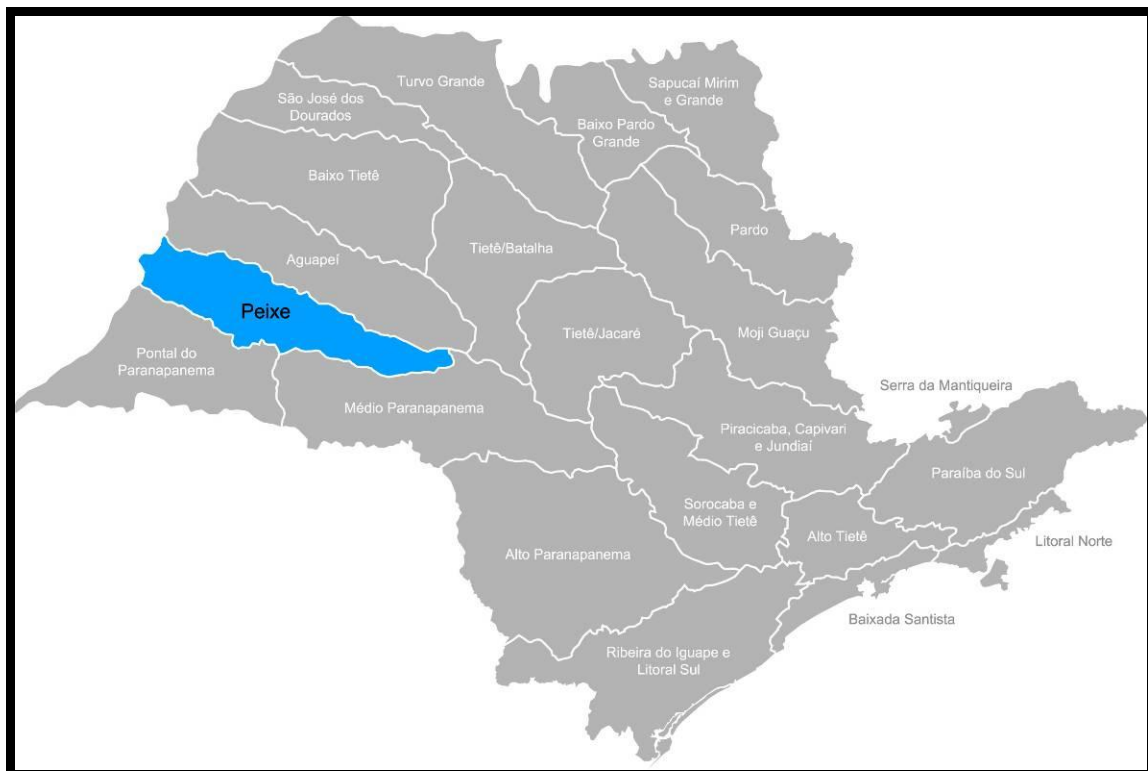 Turvo Grande
Sapucaí Mirim
e Grande
São José dos
Dourados
Baixo Pardo
Grande
Baixo Tietê
Pardo
Tietê/Batalha
Aguapeí
Peixe
Tietê/Jacaré
Moji Guaçu
Pontal do
Paranapanema
Serra da Mantiqueira
Médio Paranapanema
Piracicaba, Capivari
e Jundiaí
Paraíba do Sul
Sorocaba e
Médio Tietê
Alto Tietê
Litoral Norte
Alto Paranapanema
Baixada Santista
Ribeira do Iguape e
Litoral Sul